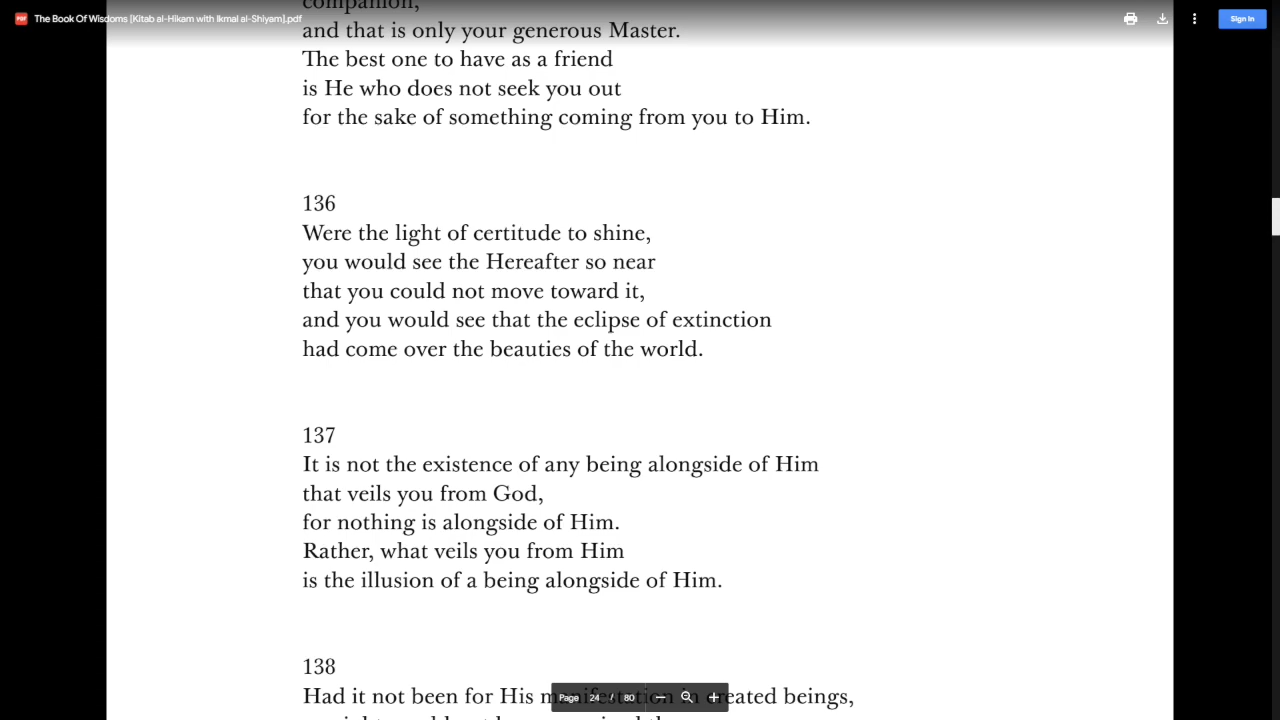 The Book Of Wisdoms [Kitab al-Hikam with Ikmal al-Shiyam].pdf
Sign in
companion,
and that is only your generous Master.
The best one to have as a friend
is He who does not seek you out
for the sake of something coming from you to Him.
136
Were the light of certitude to shine,
you would see the Hereafter so near
that you could not move toward it,
and you would see that the eclipse of extinction
had come over the beauties of the world.
137
It is not the existence of any being alongside of Him
that veils you from God,
for nothing is alongside of Him.
Rather, what veils you from Him
is the illusion of a being alongside of Him.
138
Had it not been for His manifestation in created beings,
Page 24 / 80